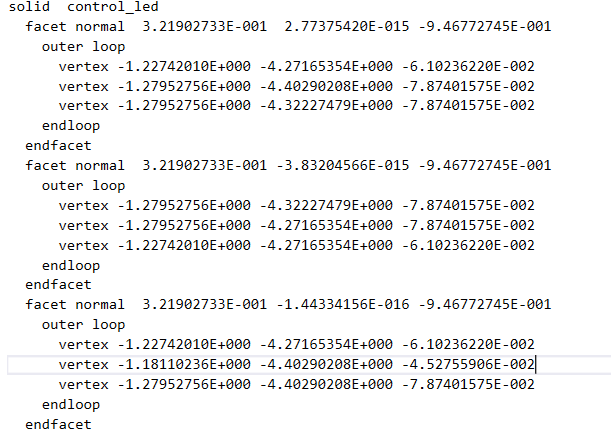 solid  control_led
  facet normal  3.21902733E-001  2.77375420E-015 -9.46772745E-001
    outer loop
      vertex -1.22742010E+000 -4.27165354E+000 -6.10236220E-002
      vertex -1.27952756E+000 -4.40290208E+000 -7.87401575E-002
      vertex -1.27952756E+000 -4.32227479E+000 -7.87401575E-002
    endloop
  endfacet
  facet normal  3.21902733E-001 -3.83204566E-015 -9.46772745E-001
    outer loop
      vertex -1.27952756E+000 -4.32227479E+000 -7.87401575E-002
      vertex -1.27952756E+000 -4.27165354E+000 -7.87401575E-002
      vertex -1.22742010E+000 -4.27165354E+000 -6.10236220E-002
    endloop
  endfacet
  facet normal  3.21902733E-001 -1.44334156E-016 -9.46772745E-001
    outer loop
      vertex -1.22742010E+000 -4.27165354E+000 -6.10236220E-002
      vertex -1.18110236E+000 -4.40290208E+000 -4.52755906E-002
      vertex -1.27952756E+000 -4.40290208E+000 -7.87401575E-002
    endloop
  endfacet